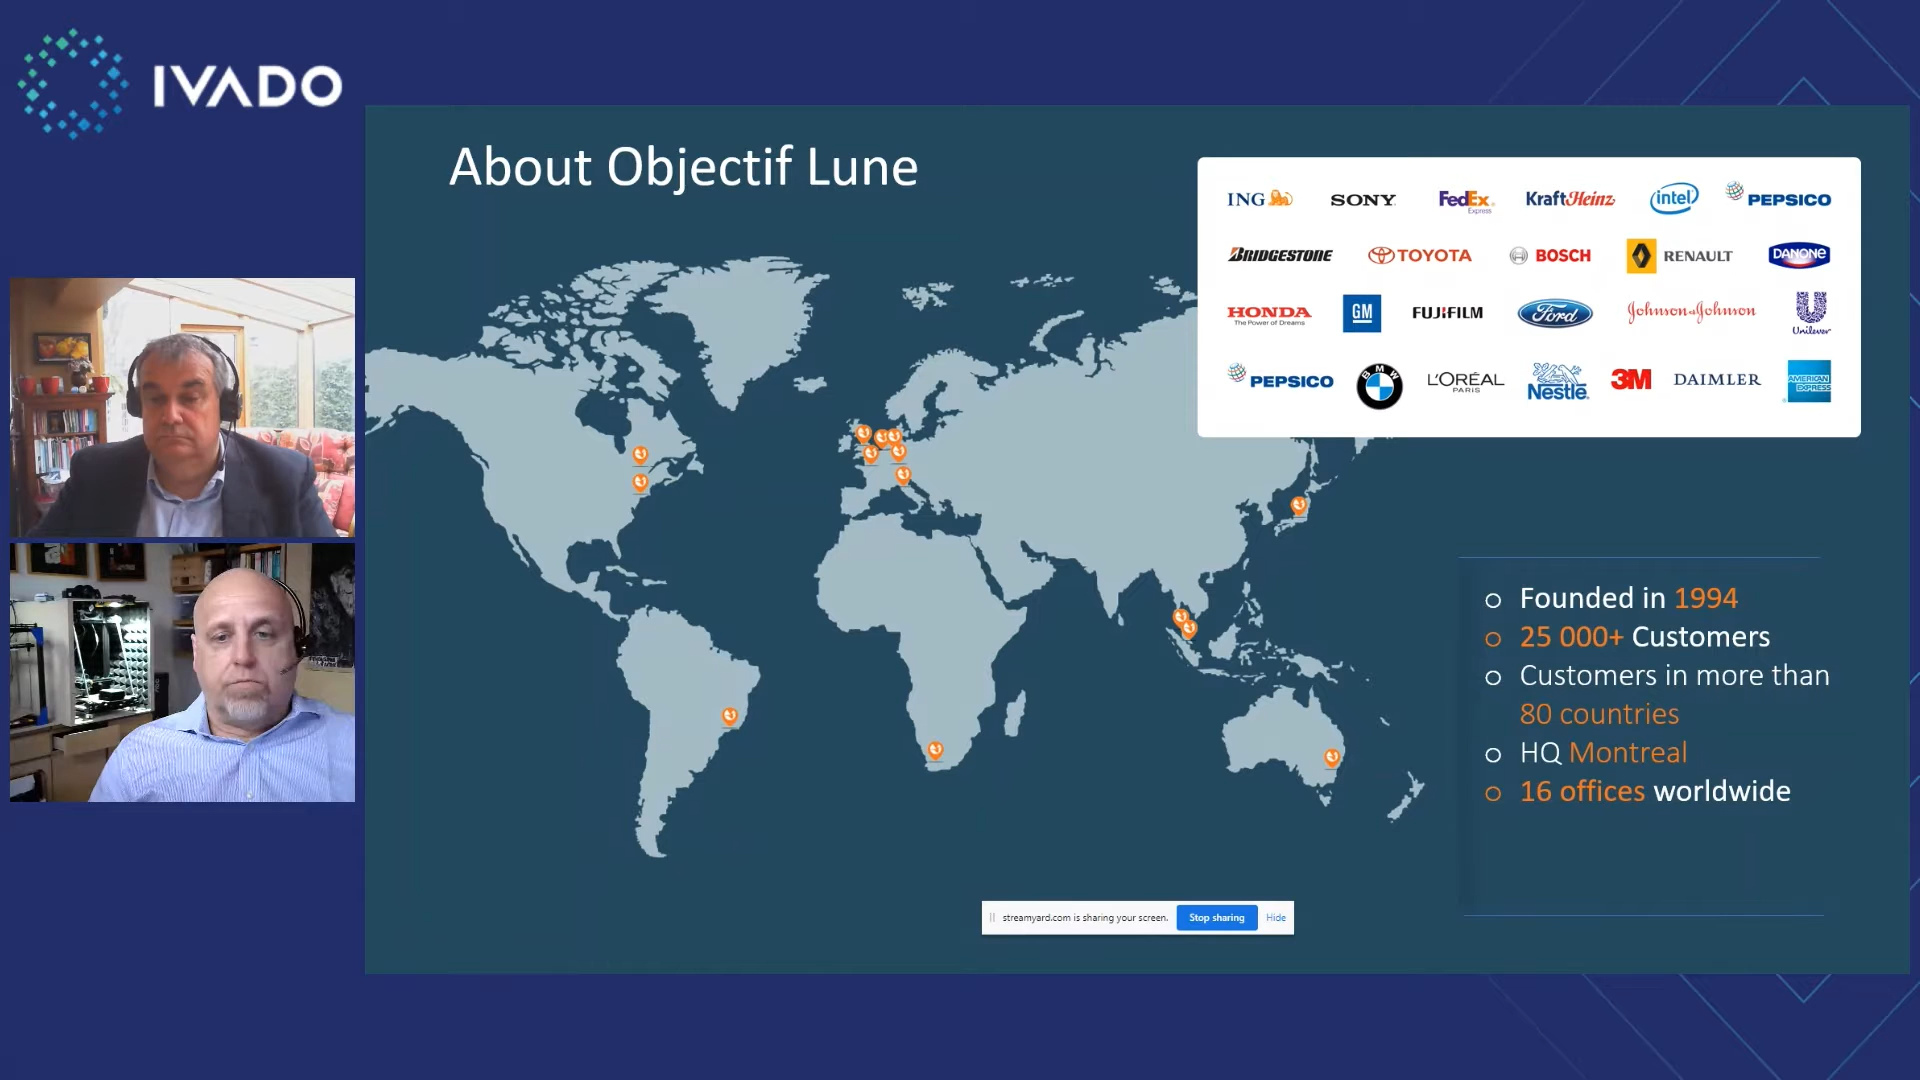 IVADO
About Objectif Lune
ING SONY FedEx Express KraftHeinz intel PEPSICO
BRIDGESTONE TOYOTA BOSCH RENAULT DANONE
HONDA The Power of Dreams GM FUJIFILM Ford Johnson&Johnson Unilever
PEPSICO BMW L'ORÉAL PARIS Nestlé 3M DAIMLER AMERICAN EXPRESS
Founded in 1994
25 000+ Customers
Customers in more than
80 countries
HQ Montreal
16 offices worldwide
streamyard.com is sharing your screen. Stop sharing Hide